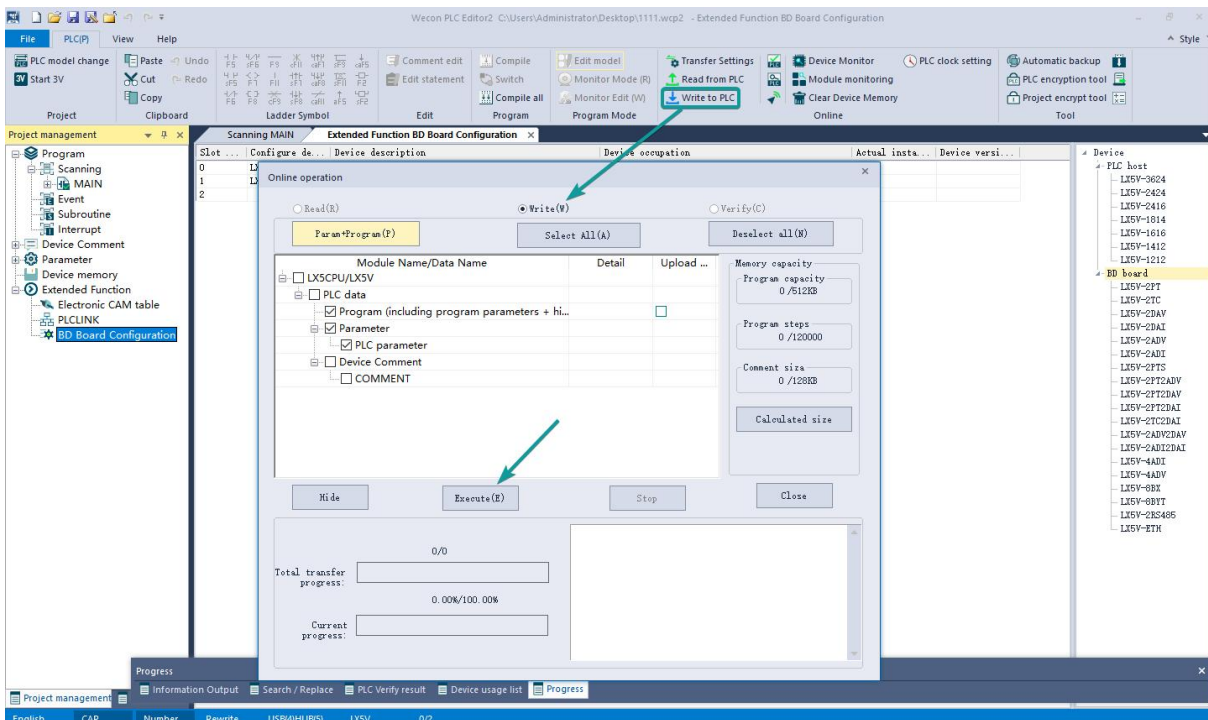 Wecon PLC Editor2 C:\Users\Administrator\Desktop\1111.wcp2 - Extended Function BD Board Configuration
File PLC(P) View Help Style
PLC model change Paste Undo Comment edit Compile Edit model Transfer Settings Device Monitor PLC clock setting Automatic backup
Start 3V Cut Redo Edit statement Switch Monitor Mode (R) Read from PLC Module monitoring PLC encryption tool
Copy Compile all Monitor Edit (W) Write to PLC Clear Device Memory Project encrypt tool
Project Clipboard Ladder Symbol Edit Program Program Mode Online Tool
Project management
Program
Scanning
MAIN
Event
Subroutine
Interrupt
Device Comment
Parameter
Device memory
Extended Function
Electronic CAM table
PLCLINK
BD Board Configuration
Scanning MAIN Extended Function BD Board Configuration
Slot ... Configure de... Device description Device occupation Actual insta... Device versi...
0
1
2
Online operation
Read(R) Write(W) Verify(C)
Param+Program(P) Select All(A) Deselect all(N)
Module Name/Data Name Detail Upload ...
LX5CPU/LX5V
PLC data
Program (including program parameters + hi...
Parameter
PLC parameter
Device Comment
COMMENT
Memory capacity
Program capacity
0 /512KB
Program steps
0 /120000
Comment size
0 /128KB
Calculated size
Hide Execute(E) Stop Close
0/0
Total transfer
progress:
0.00%/100.00%
Current
progress:
Device
PLC host
LX5V-3624
LX5V-2424
LX5V-2416
LX5V-1814
LX5V-1616
LX5V-1412
LX5V-1212
BD board
LX5V-2PT
LX5V-2TC
LX5V-2DAV
LX5V-2DAI
LX5V-2ADV
LX5V-2ADI
LX5V-2PTS
LX5V-2PT2ADV
LX5V-2PT2DAV
LX5V-2PT2DAI
LX5V-2TC2DAI
LX5V-2ADV2DAV
LX5V-2ADI2DAI
LX5V-4ADI
LX5V-4ADV
LX5V-8BX
LX5V-8BYT
LX5V-2RS485
LX5V-ETH
Progress
Project management Information Output Search / Replace PLC Verify result Device usage list Progress
English CAP Number Rewrite USB(4)HUB(5) LX5V 0/2